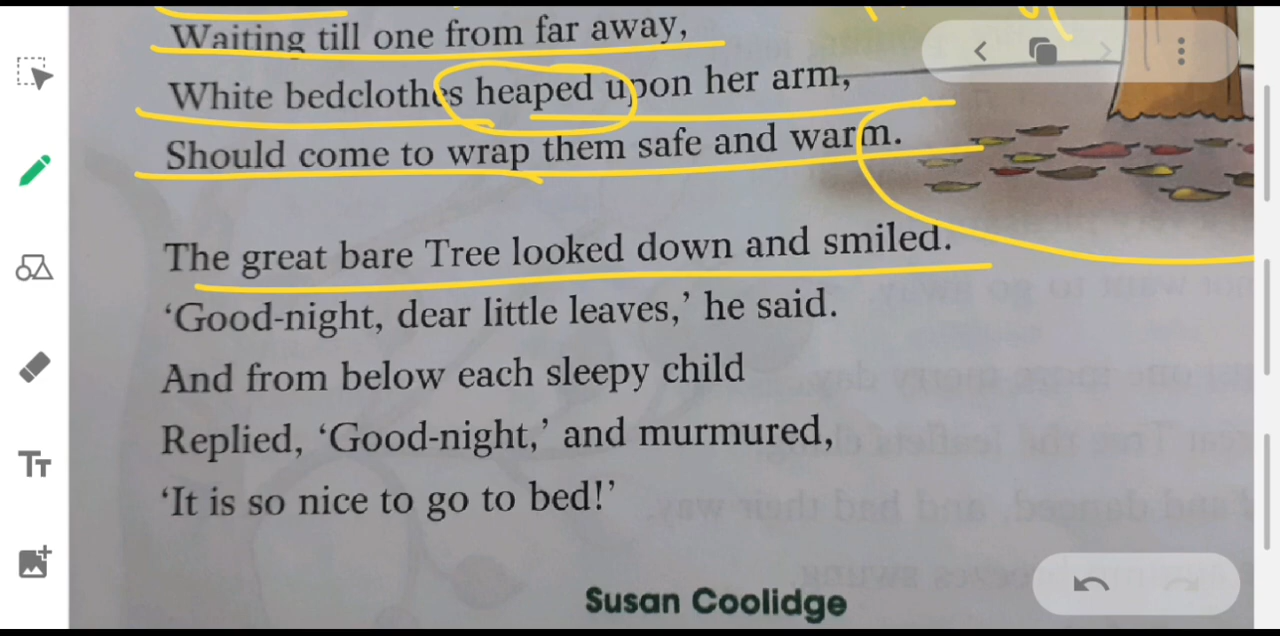 Waiting till one from far away,
White bedclothes heaped upon her arm,
Should come to wrap them safe and warm.
The great bare Tree looked down and smiled.
‘Good-night, dear little leaves,’ he said.
And from below each sleepy child
Replied, ‘Good-night,’ and murmured,
‘It is so nice to go to bed!’
Susan Coolidge